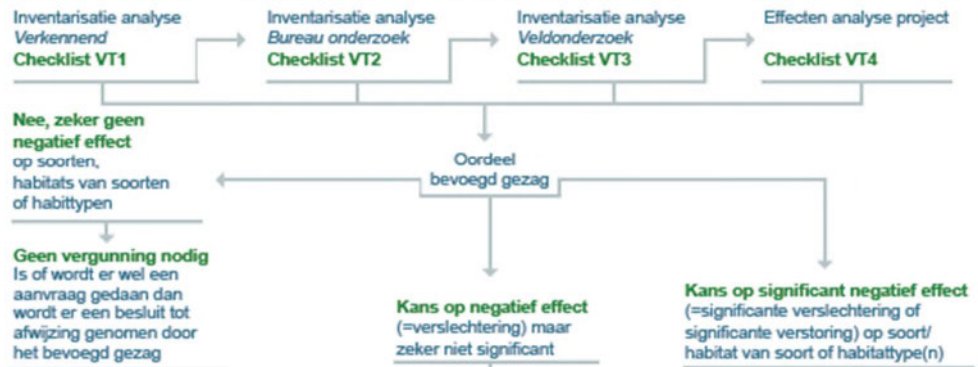 Inventarisatie analyse
Verkennend
Checklist VT1
Inventarisatie analyse
Bureau onderzoek
Checklist VT2
Inventarisatie analyse
Veldonderzoek
Checklist VT3
Effecten analyse project
Checklist VT4
Nee, zeker geen
negatief effect
op soorten,
habitats van soorten
of habittypen
Oordeel
bevoegd gezag
Geen vergunning nodig
Is of wordt er wel een
aanvraag gedaan dan
wordt er een besluit tot
afwijzing genomen door
het bevoegd gezag
Kans op negatief effect
(=verslechtering) maar
zeker niet significant
Kans op significant negatief effect
(=significante verslechtering of
significante verstoring) op soort/
habitat van soort of habitattype(n)